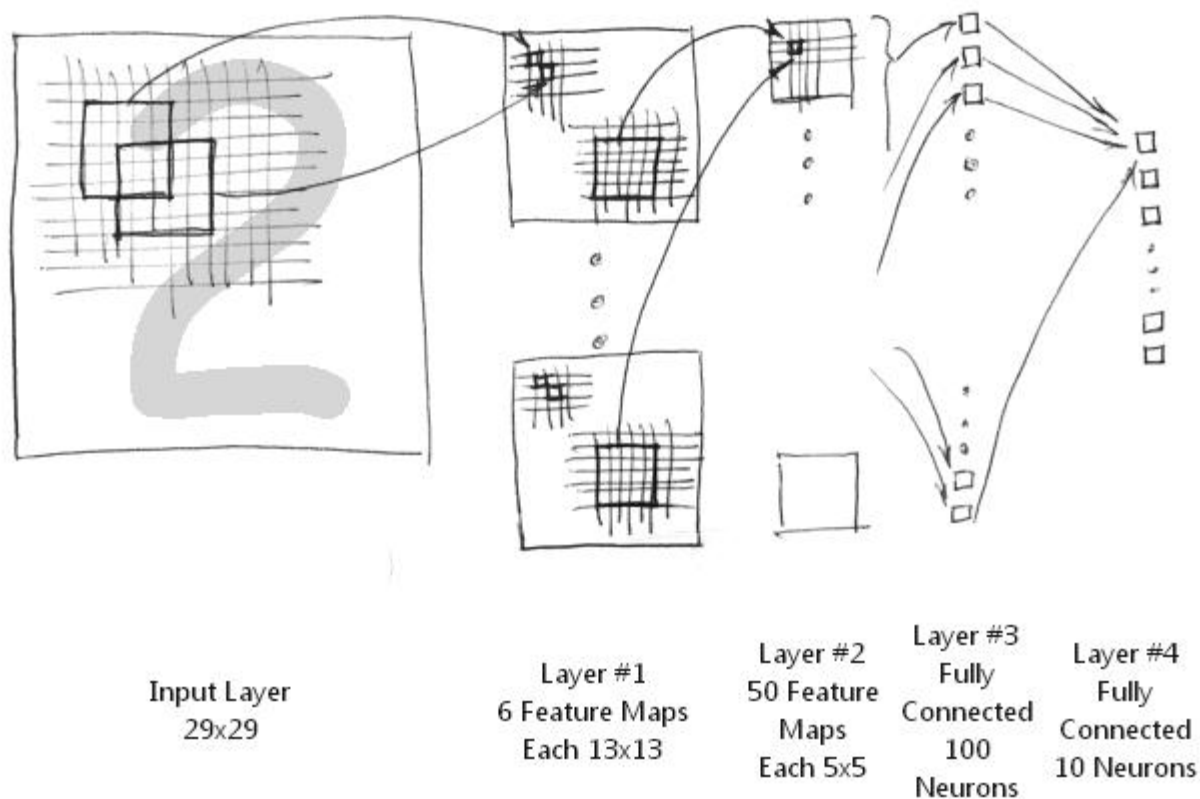 2
Input Layer
29x29
Layer #1
6 Feature Maps
Each 13x13
Layer #2
50 Feature
Maps
Each 5x5
Layer #3
Fully
Connected
100
Neurons
Layer #4
Fully
Connected
10 Neurons